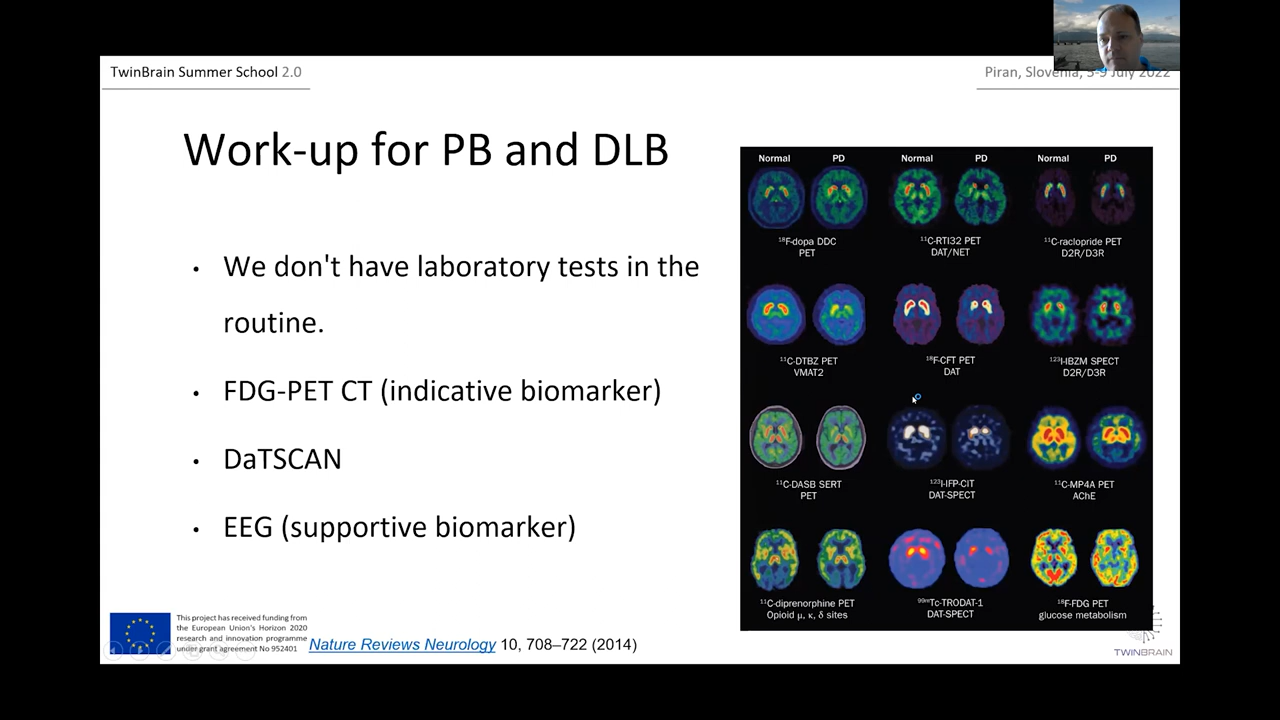 TwinBrain Summer School 2.0
Piran, Slovenia, 5-9 July 2022
Work-up for PB and DLB
• We don't have laboratory tests in the
routine.
• FDG-PET CT (indicative biomarker)
• DaTSCAN
• EEG (supportive biomarker)
Normal PD Normal PD Normal PD
¹⁸F-dopa DDC
PET
¹¹C-RTI32 PET
DAT/NET
¹¹C-raclopride PET
D2R/D3R
¹¹C-DTBZ PET
VMAT2
¹⁸F-CFT PET
DAT
¹²³I-IBZM SPECT
D2R/D3R
¹¹C-DASB SERT
PET
¹²³I-IFP-CIT
DAT-SPECT
¹¹C-MP4A PET
AChE
¹¹C-diprenorphine PET
Opioid μ, κ, δ sites
⁹⁹ᵐTc-TRODAT-1
DAT-SPECT
¹⁸F-FDG PET
glucose metabolism
This project has received funding from
the European Union's Horizon 2020
research and innovation programme
under grant agreement No 952401
Nature Reviews Neurology 10, 708–722 (2014)
TWINBRAIN